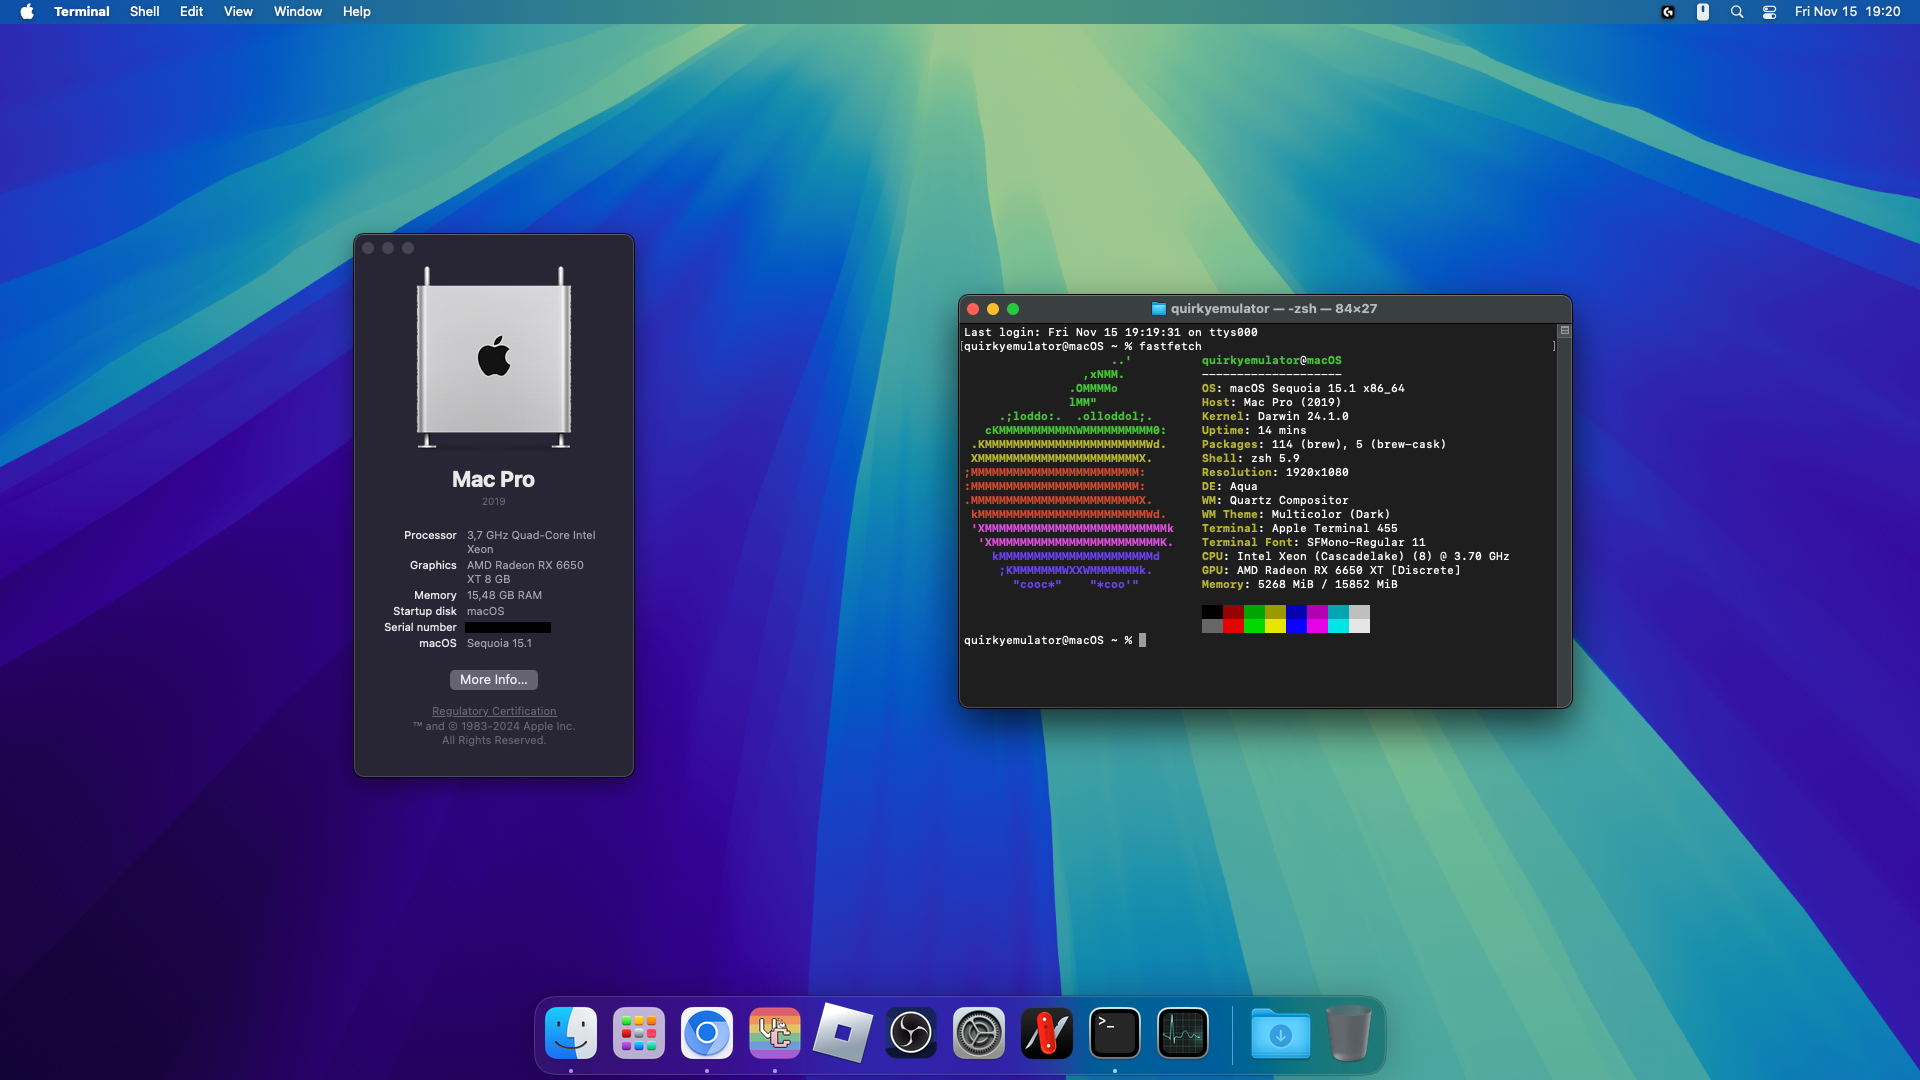 Terminal Shell Edit View Window Help
Fri Nov 15 19:20
Mac Pro
2019
Processor 3,7 GHz Quad-Core Intel
Xeon
Graphics AMD Radeon RX 6650
XT 8 GB
Memory 15,48 GB RAM
Startup disk macOS
Serial number
macOS Sequoia 15.1
More Info...
Regulatory Certification
™ and © 1983-2024 Apple Inc.
All Rights Reserved.
quirkyemulator — -zsh — 84×27
Last login: Fri Nov 15 19:19:31 on ttys000
[quirkyemulator@macOS ~ % fastfetch ]
..' quirkyemulator@macOS
,xNMM. --------------------
.OMMMMo OS: macOS Sequoia 15.1 x86_64
lMM" Host: Mac Pro (2019)
.;loddo:. .olloddol;. Kernel: Darwin 24.1.0
cKMMMMMMMMMMNWMMMMMMMMMM0: Uptime: 14 mins
.KMMMMMMMMMMMMMMMMMMMMMMMWd. Packages: 114 (brew), 5 (brew-cask)
XMMMMMMMMMMMMMMMMMMMMMMMX. Shell: zsh 5.9
;MMMMMMMMMMMMMMMMMMMMMMMM: Resolution: 1920x1080
:MMMMMMMMMMMMMMMMMMMMMMMM: DE: Aqua
.MMMMMMMMMMMMMMMMMMMMMMMMX. WM: Quartz Compositor
kMMMMMMMMMMMMMMMMMMMMMMMMWd. WM Theme: Multicolor (Dark)
'XMMMMMMMMMMMMMMMMMMMMMMMMMMk Terminal: Apple Terminal 455
'XMMMMMMMMMMMMMMMMMMMMMMMMK. Terminal Font: SFMono-Regular 11
kMMMMMMMMMMMMMMMMMMMMMMd CPU: Intel Xeon (Cascadelake) (8) @ 3.70 GHz
;KMMMMMMMWXXWMMMMMMMk. GPU: AMD Radeon RX 6650 XT [Discrete]
"cooc*" "*coo'" Memory: 5268 MiB / 15852 MiB
quirkyemulator@macOS ~ %